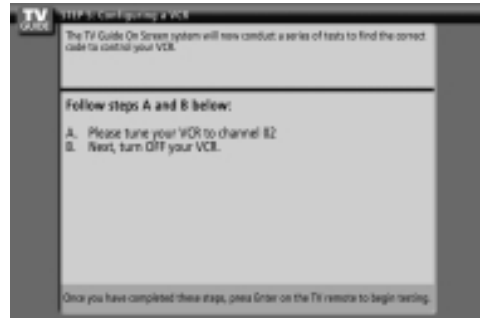 TV
GUIDE
STEP 5: Configuring a VCR
The TV Guide On Screen system will now conduct a series of tests to find the correct
code to control your VCR.
Follow steps A and B below:
A. Please tune your VCR to channel 02
B. Next, turn OFF your VCR.
Once you have completed these steps, press Enter on the TV remote to begin testing.